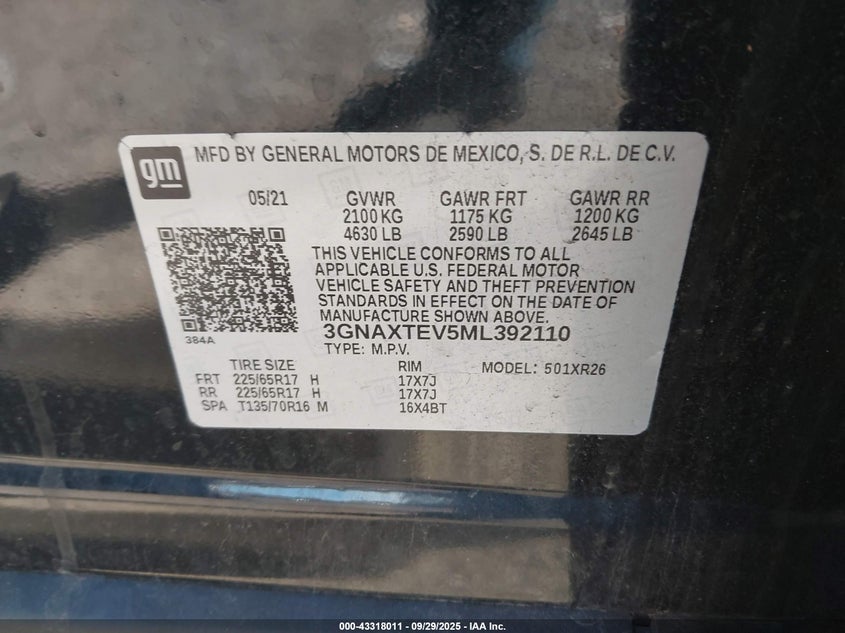 gm
MFD BY GENERAL MOTORS DE MEXICO, S. DE R.L. DE C.V.
05/21 GVWR GAWR FRT GAWR RR
2100 KG 1175 KG 1200 KG
4630 LB 2590 LB 2645 LB
THIS VEHICLE CONFORMS TO ALL
APPLICABLE U.S. FEDERAL MOTOR
VEHICLE SAFETY AND THEFT PREVENTION
STANDARDS IN EFFECT ON THE DATE OF
MANUFACTURE SHOWN ABOVE.
384A
3GNAXTEV5ML392110
TYPE: M.P.V.
TIRE SIZE RIM MODEL: 501XR26
FRT 225/65R17 H 17X7J
RR 225/65R17 H 17X7J
SPA T135/70R16 M 16X4BT
000-43318011 - 09/29/2025 - IAA Inc.